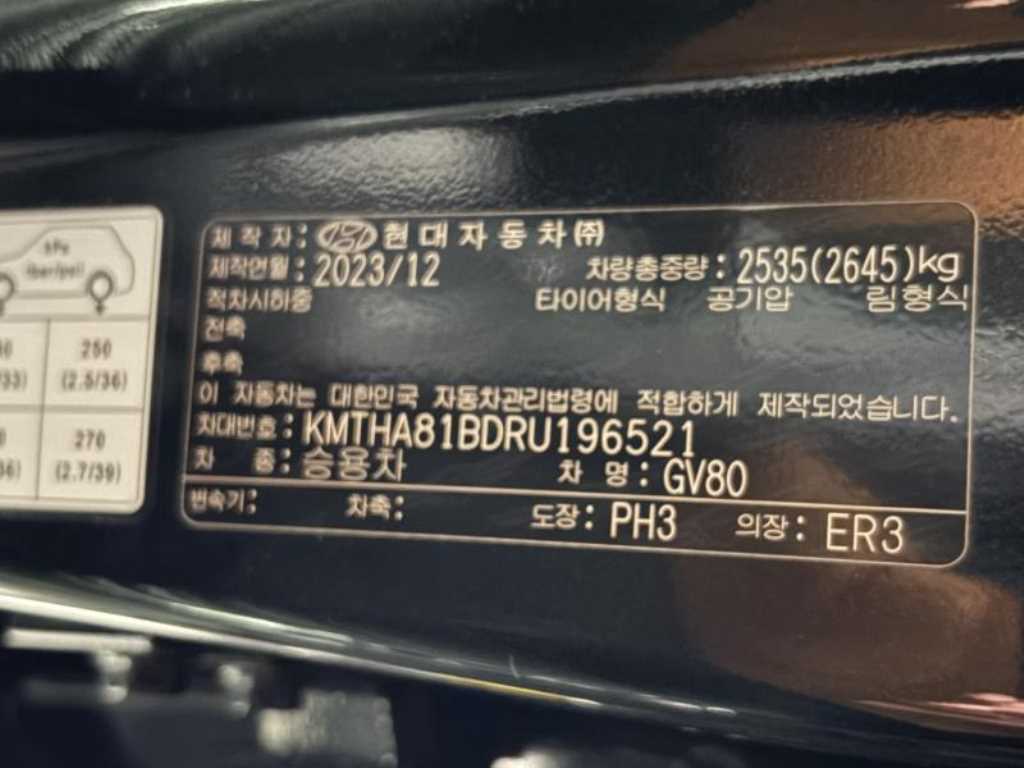 제 작 자 : 현 대 자 동 차 ㈜
제작연월 : 2023/12 차량총중량 : 2535(2645)kg
적차시하중 타이어형식 공기압 림형식
전축
후축
이 자동차는 대한민국 자동차관리법령에 적합하게 제작되었습니다.
차대번호 : KMTHA81BDRU196521
차 종 : 승용차 차 명 : GV80
변속기 : 차축 : 도장 : PH3 의장 : ER3
kPa
(bar/psi)
250
(2.5/36)
270
(2.7/39)